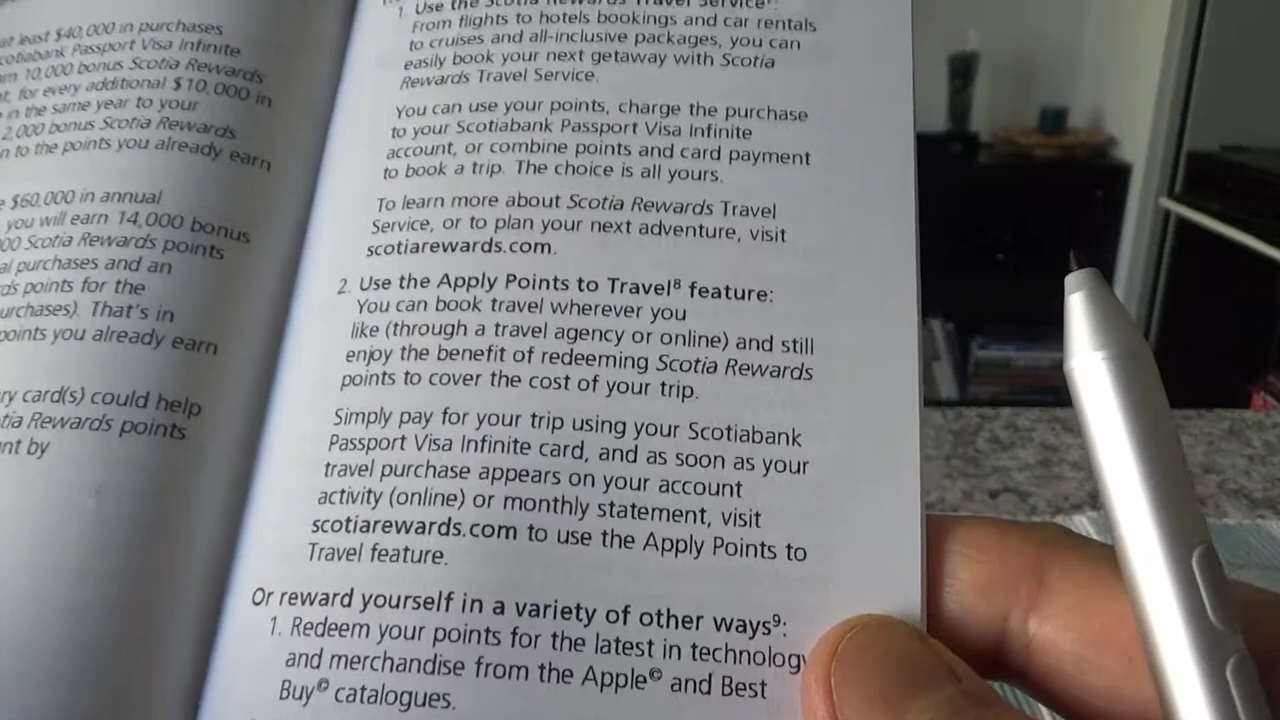 at least $40,000 in purchases
Scotiabank Passport Visa Infinite
10,000 bonus Scotia Rewards
for every additional $10,000 in
in the same year to your
2,000 bonus Scotia Rewards
to the points you already earn
$60,000 in annual
you will earn 14,000 bonus
Scotia Rewards points
purchases and an
points for the
That's in
points you already earn
card(s) could help
Rewards points
by
1. Use the Scotia Rewards Travel Service
From flights to hotels bookings and car rentals
to cruises and all-inclusive packages, you can
easily book your next getaway with Scotia
Rewards Travel Service.
You can use your points, charge the purchase
to your Scotiabank Passport Visa Infinite
account, or combine points and card payment
to book a trip. The choice is all yours.
To learn more about Scotia Rewards Travel
Service, or to plan your next adventure, visit
scotiarewards.com.
2. Use the Apply Points to Travel⁸ feature:
You can book travel wherever you
like (through a travel agency or online) and still
enjoy the benefit of redeeming Scotia Rewards
points to cover the cost of your trip.
Simply pay for your trip using your Scotiabank
Passport Visa Infinite card, and as soon as your
travel purchase appears on your account
activity (online) or monthly statement, visit
scotiarewards.com to use the Apply Points to
Travel feature.
Or reward yourself in a variety of other ways⁹:
1. Redeem your points for the latest in technology
and merchandise from the Apple© and Best
Buy© catalogues.